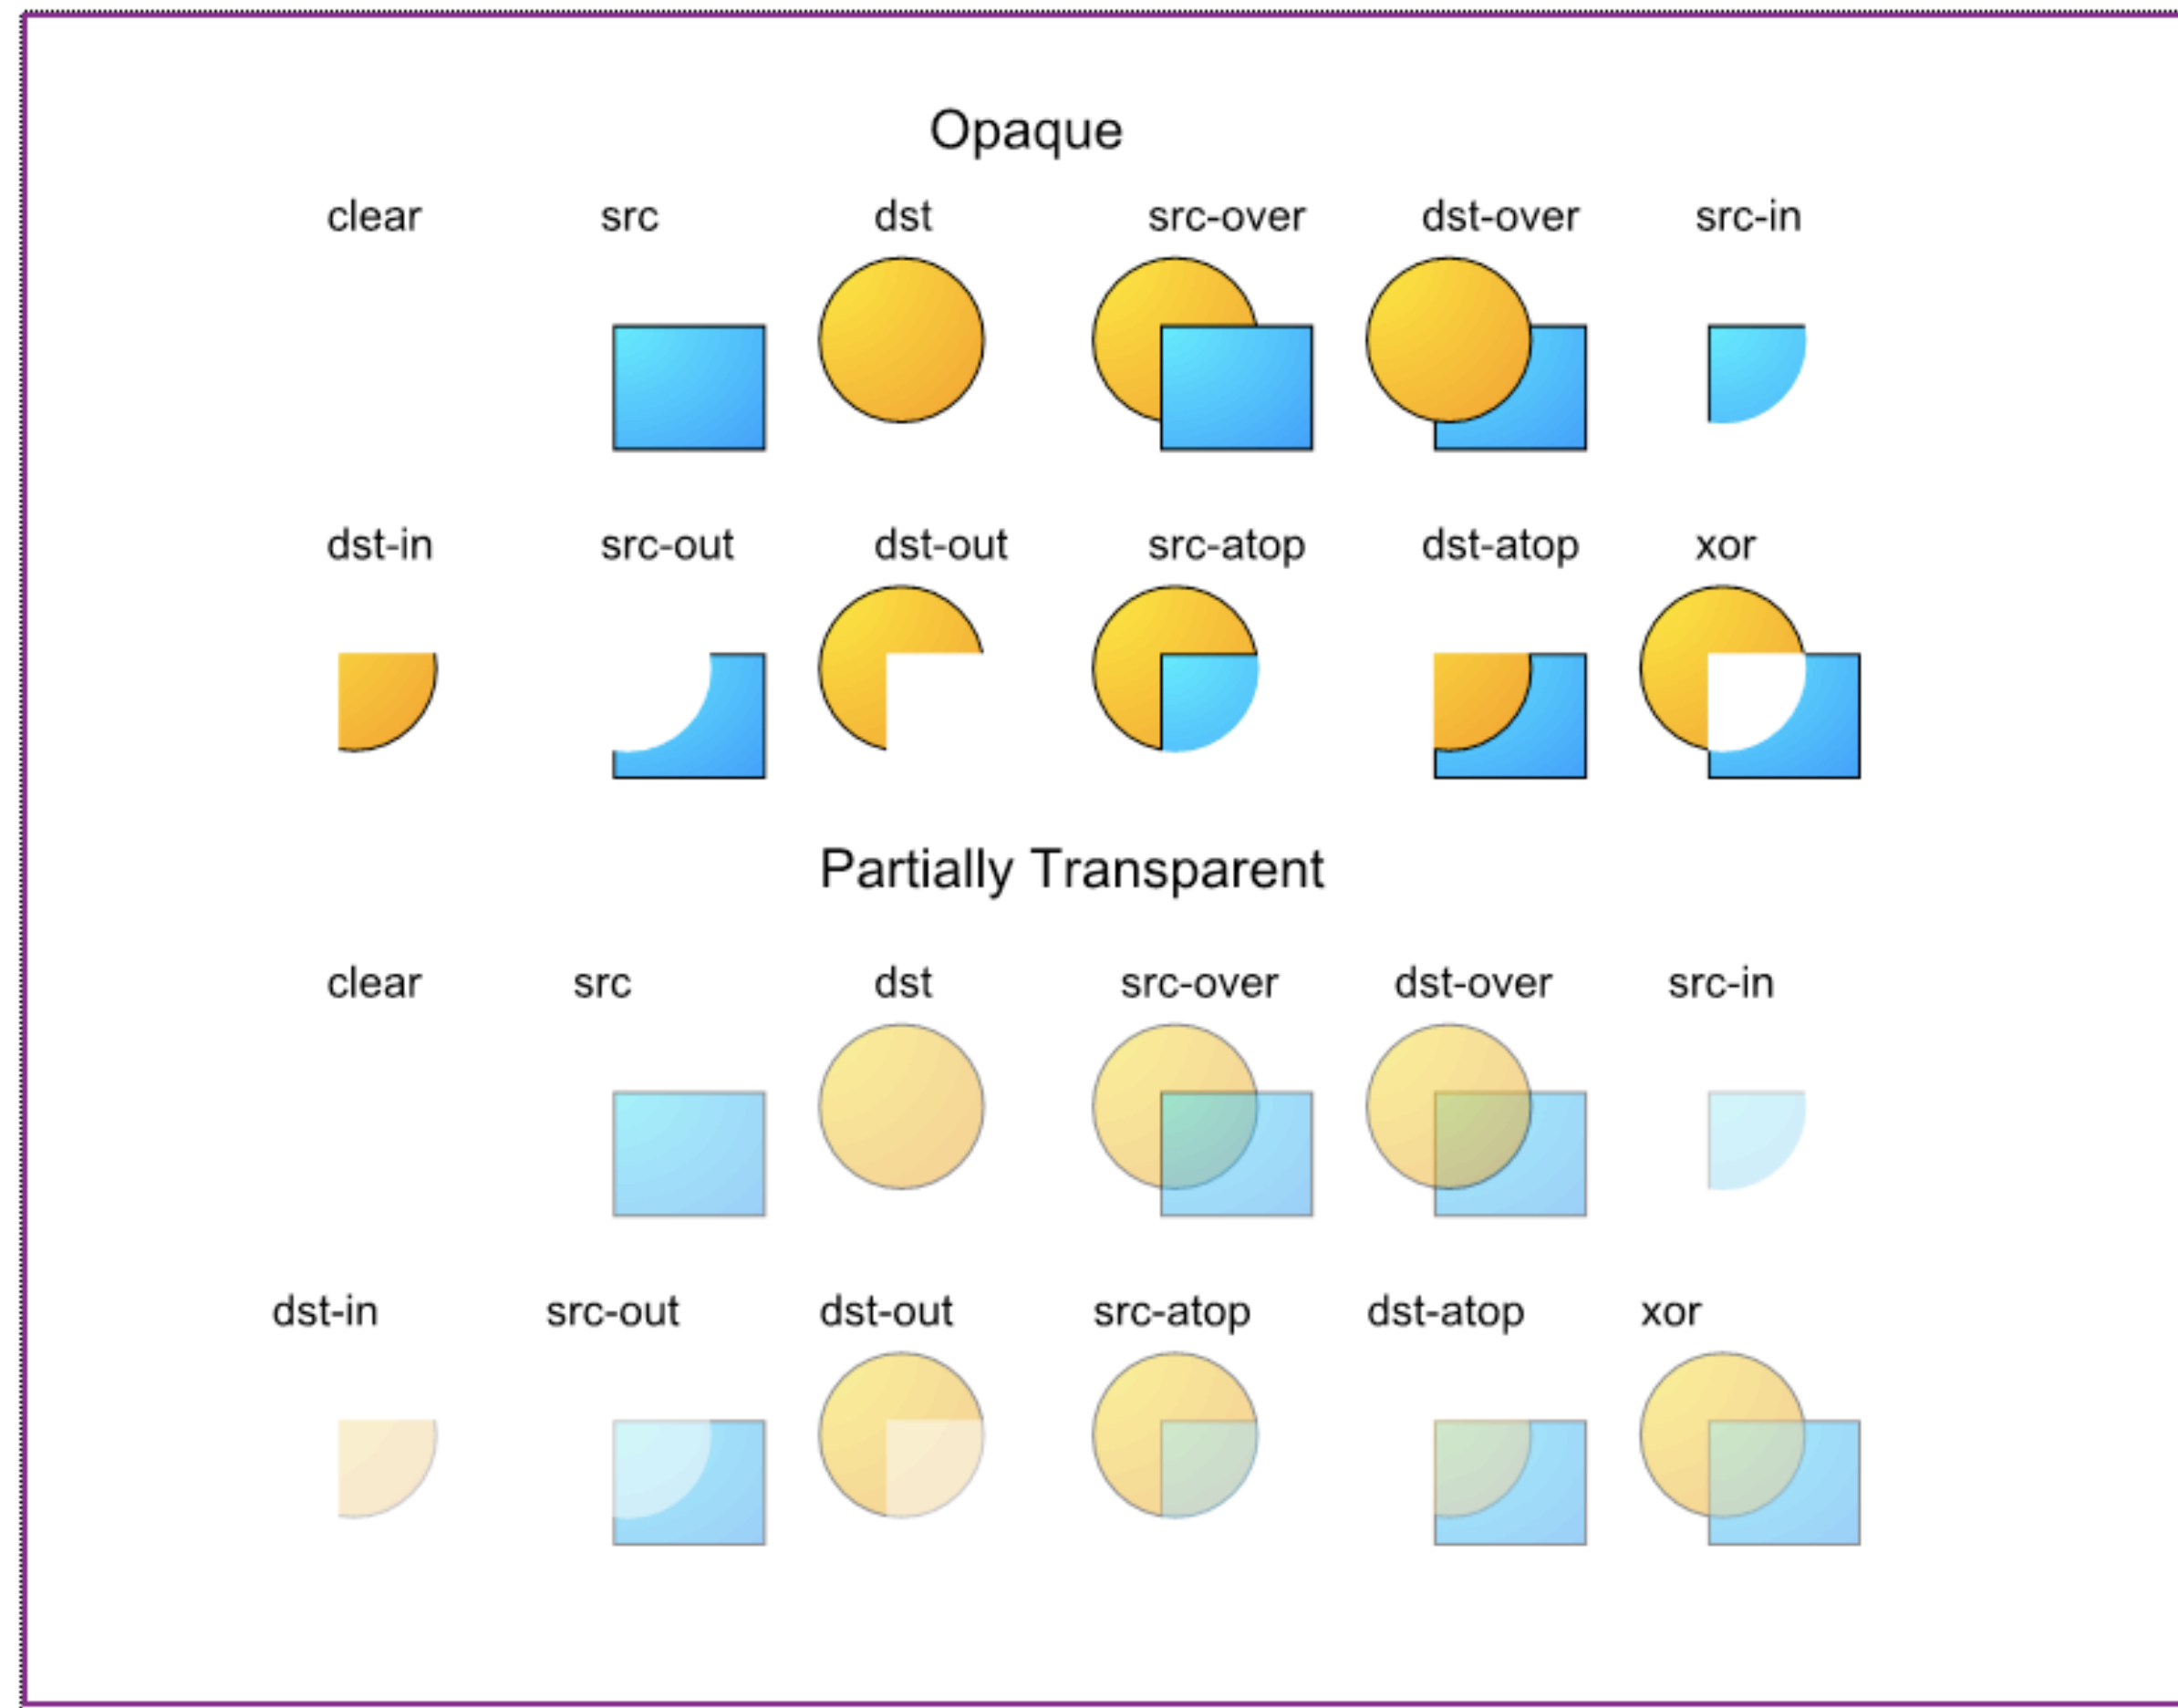 Opaque
clear src dst src-over dst-over src-in
dst-in src-out dst-out src-atop dst-atop xor
Partially Transparent
clear src dst src-over dst-over src-in
dst-in src-out dst-out src-atop dst-atop xor